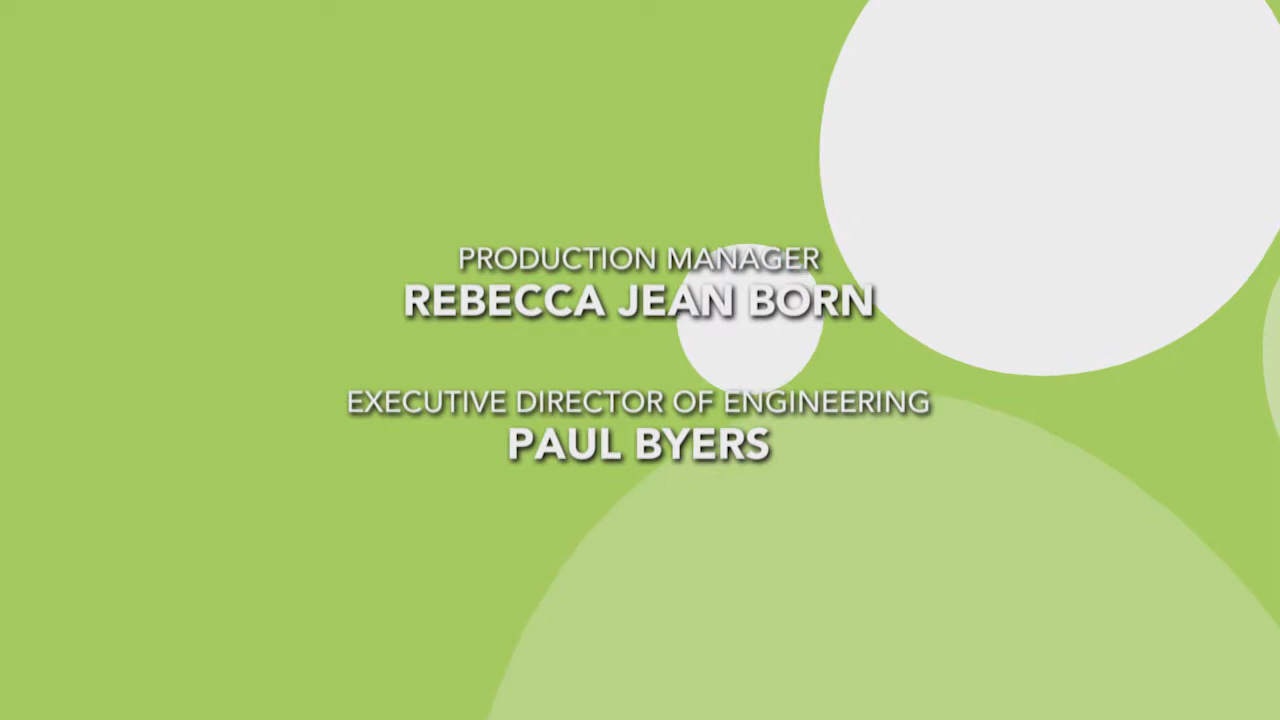 PRODUCTION MANAGER
REBECCA JEAN BORN
EXECUTIVE DIRECTOR OF ENGINEERING
PAUL BYERS